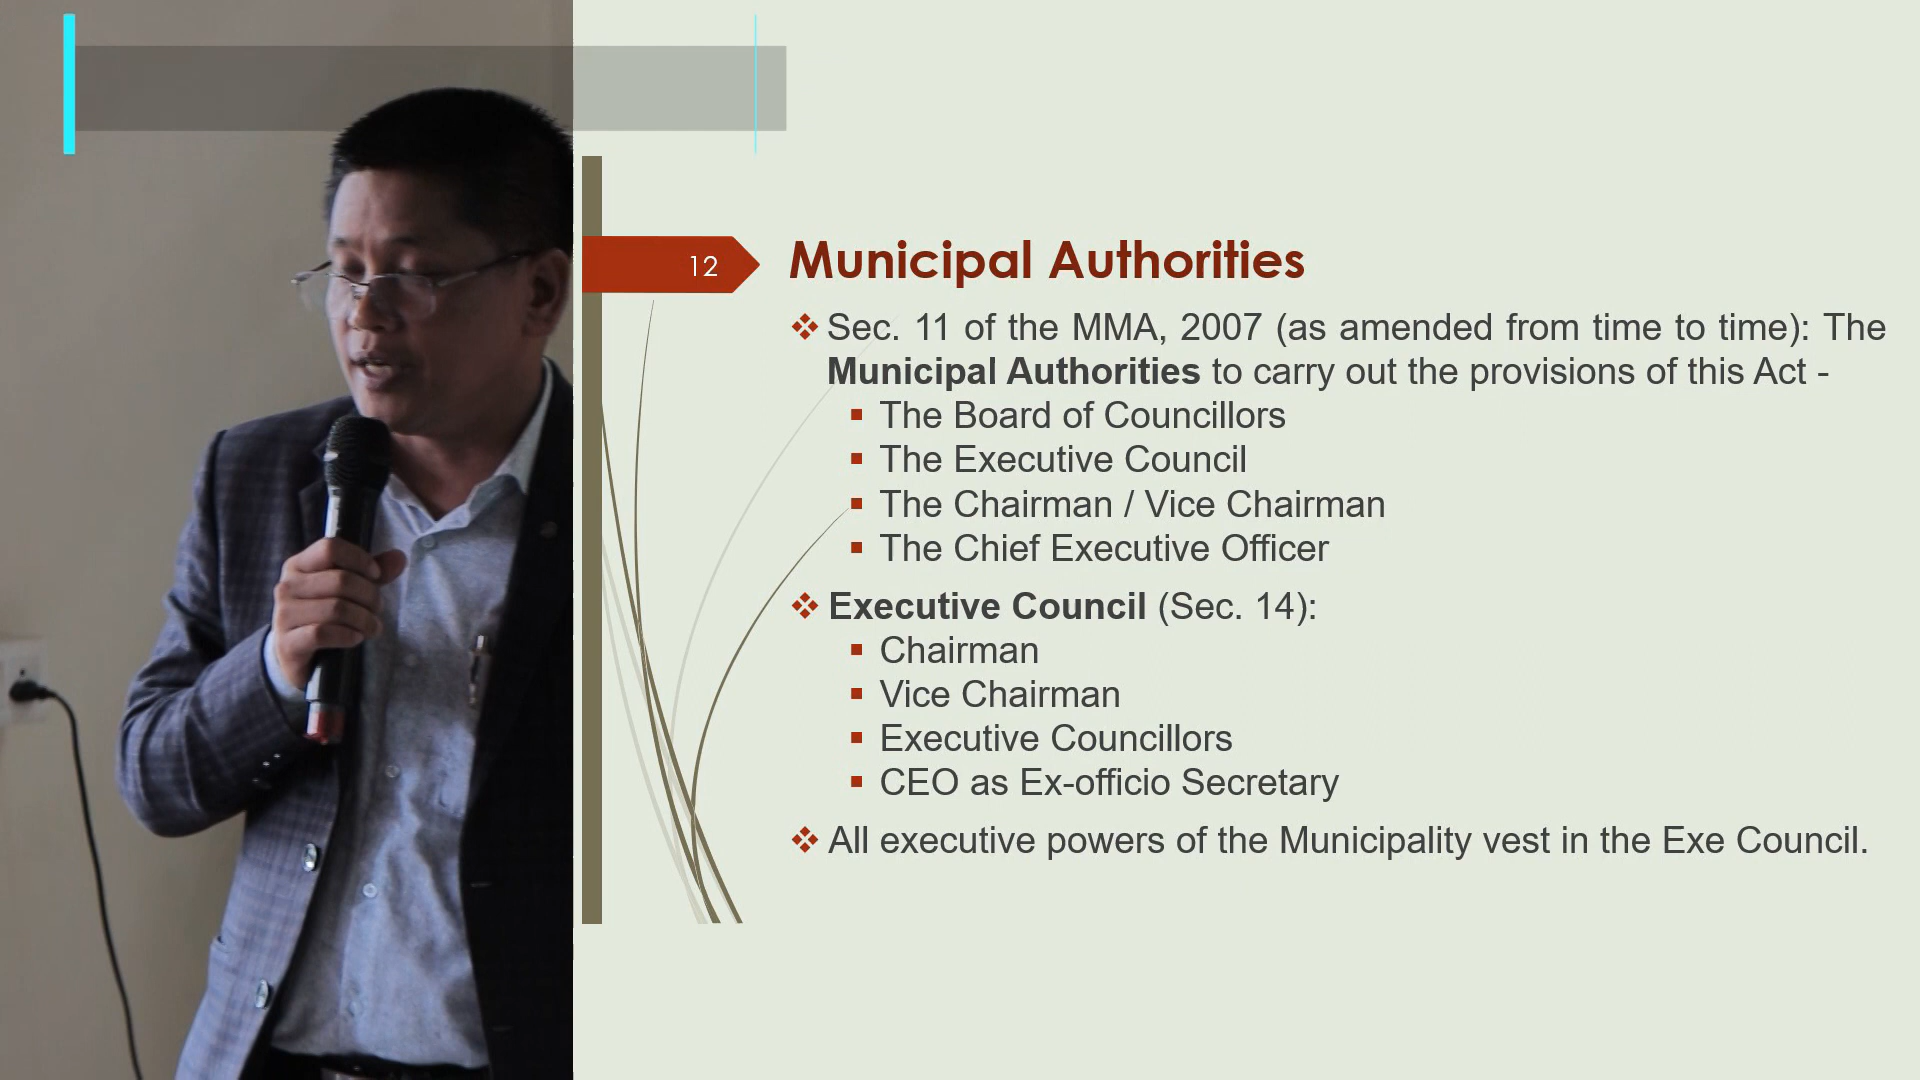 12
Municipal Authorities
Sec. 11 of the MMA, 2007 (as amended from time to time): The
Municipal Authorities to carry out the provisions of this Act -
The Board of Councillors
The Executive Council
The Chairman / Vice Chairman
The Chief Executive Officer
Executive Council (Sec. 14):
Chairman
Vice Chairman
Executive Councillors
CEO as Ex-officio Secretary
All executive powers of the Municipality vest in the Exe Council.